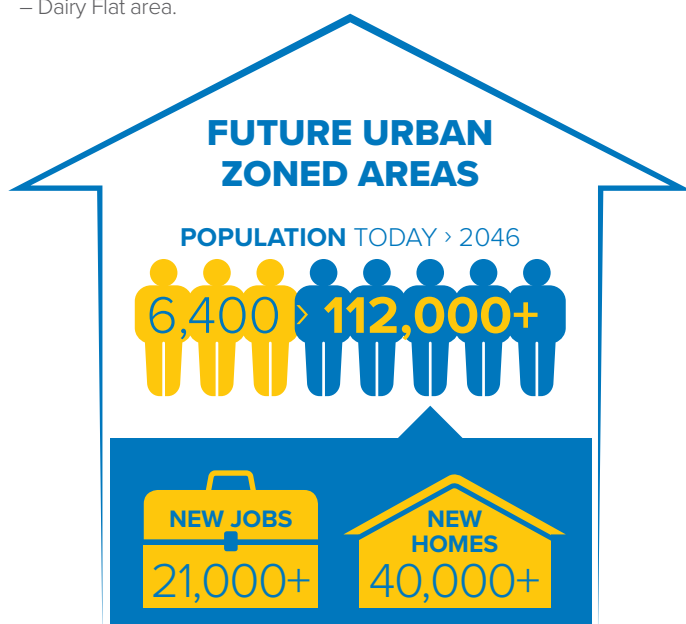 – Dairy Flat area.
FUTURE URBAN
ZONED AREAS
POPULATION TODAY › 2046
6,400 › 112,000+
NEW JOBS
21,000+
NEW
HOMES
40,000+